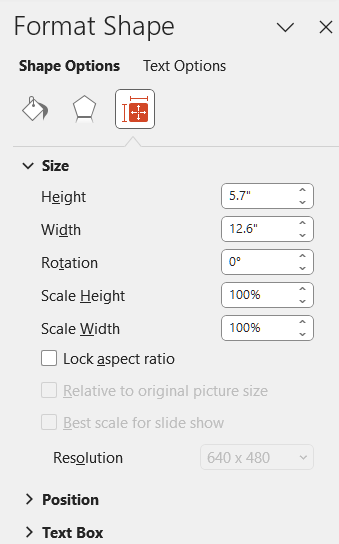 Format Shape
Shape Options Text Options
Size
Height 5.7"
Width 12.6"
Rotation 0°
Scale Height 100%
Scale Width 100%
Lock aspect ratio
Relative to original picture size
Best scale for slide show
Resolution 640 x 480
Position
Text Box